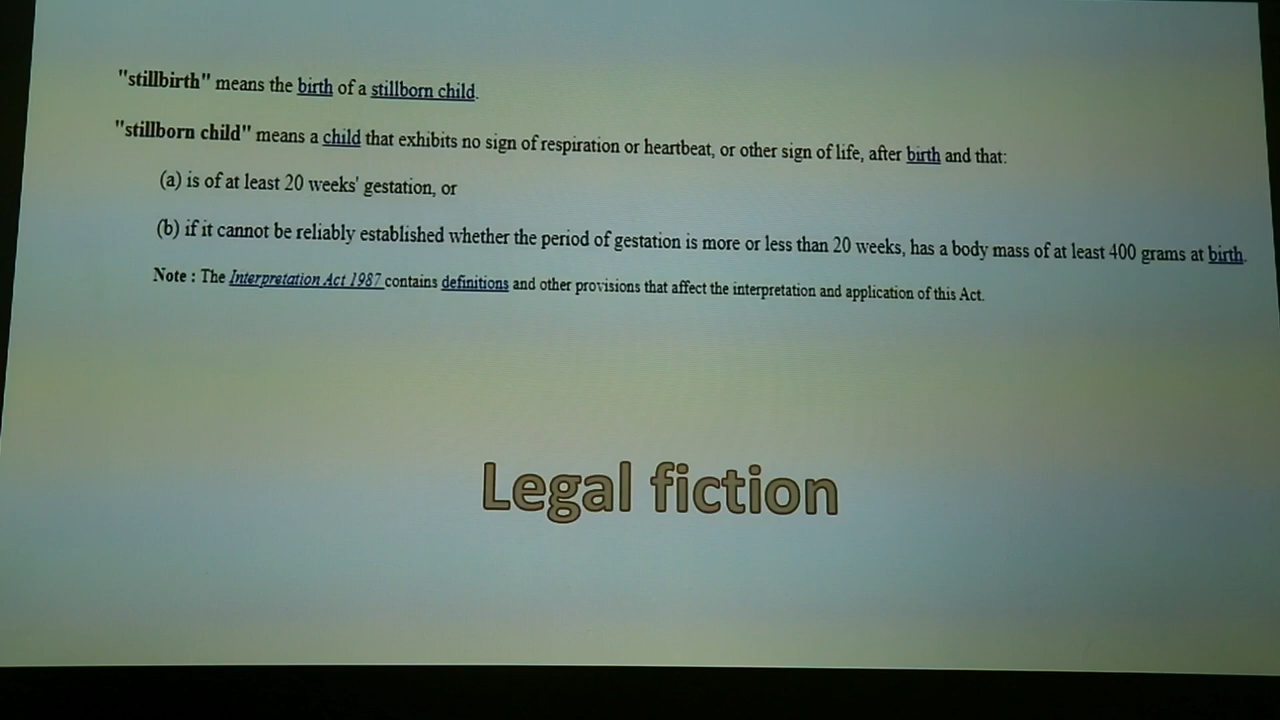 "stillbirth" means the birth of a stillborn child.
"stillborn child" means a child that exhibits no sign of respiration or heartbeat, or other sign of life, after birth and that:
(a) is of at least 20 weeks' gestation, or
(b) if it cannot be reliably established whether the period of gestation is more or less than 20 weeks, has a body mass of at least 400 grams at birth.
Note : The Interpretation Act 1987 contains definitions and other provisions that affect the interpretation and application of this Act.
Legal fiction